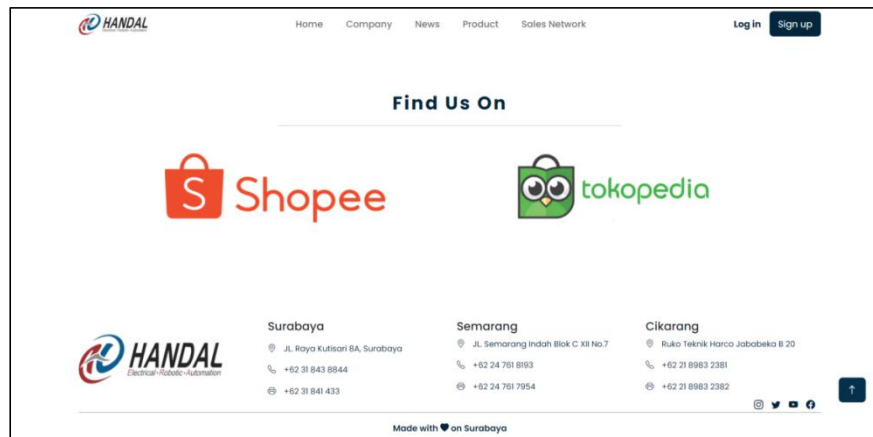 HANDAL
Home Company News Product Sales Network Log in Sign up
Find Us On
S Shopee
tokopedia
HANDAL
Electrical•Robotic•Automation
Surabaya
JL. Raya Kutisari 8A, Surabaya
+62 31 843 8844
+62 31 841 433
Semarang
JL. Semarang Indah Blok C XII No.7
+62 24 761 8193
+62 24 761 7954
Cikarang
Ruko Teknik Harco Jababeka B 20
+62 21 8983 2381
+62 21 8983 2382
Made with on Surabaya